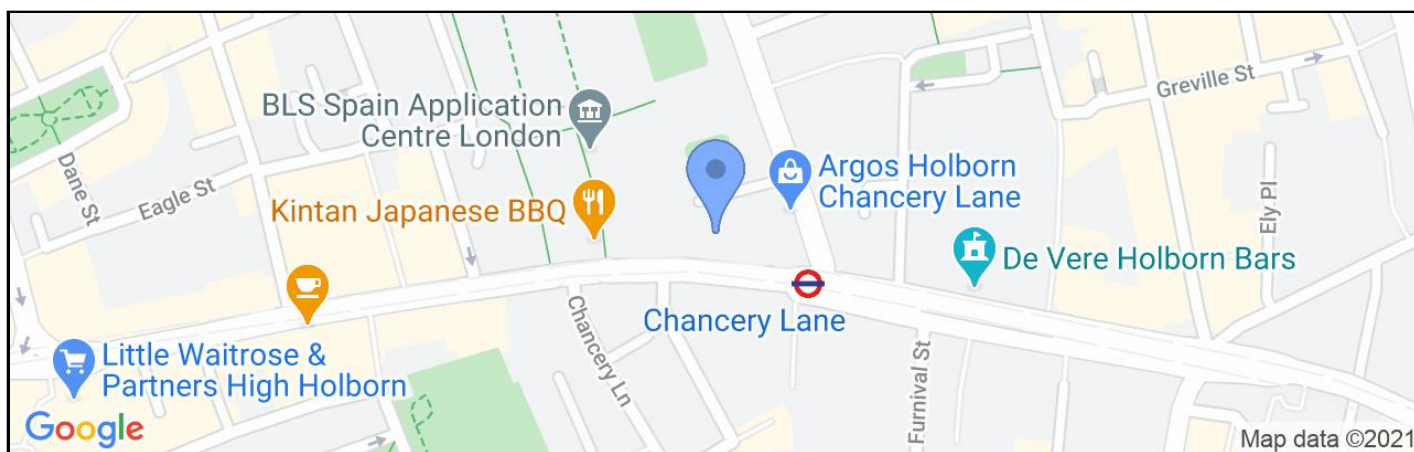 Greville St
BLS Spain Application
Centre London
Argos Holborn
Chancery Lane
Dane St
Eagle St
Kintan Japanese BBQ
Ely Pl
De Vere Holborn Bars
Chancery Lane
Chancery Ln
Furnival St
Little Waitrose &
Partners High Holborn
Google
Map data ©2021